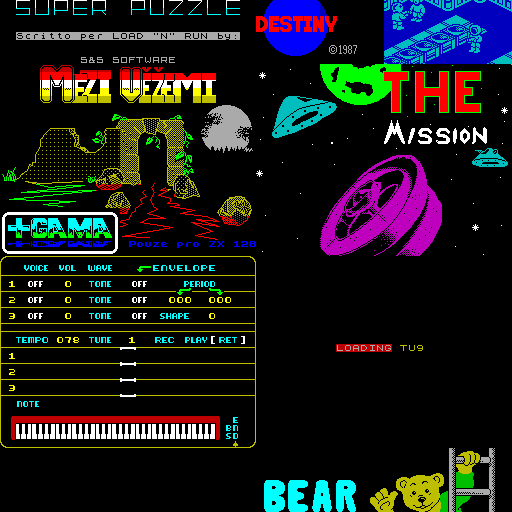 SUPER PUZZLE
Scritto per LOAD "N" RUN by:
S&S SOFTWARE
DESTINY
©1987
MĚZI VĚZEMI
+GAMA
Pouze pro ZX 128
THE
MISSION
VOICE VOL WAVE ENVELOPE
1 OFF 0 TONE OFF PERIOD
2 OFF 0 TONE OFF 000 000
3 OFF 0 TONE OFF SHAPE 0
TEMPO 078 TUNE 1 REC PLAY [RET]
1
2
3
NOTE
E
BN
SD
LOADING TU9
BEAR